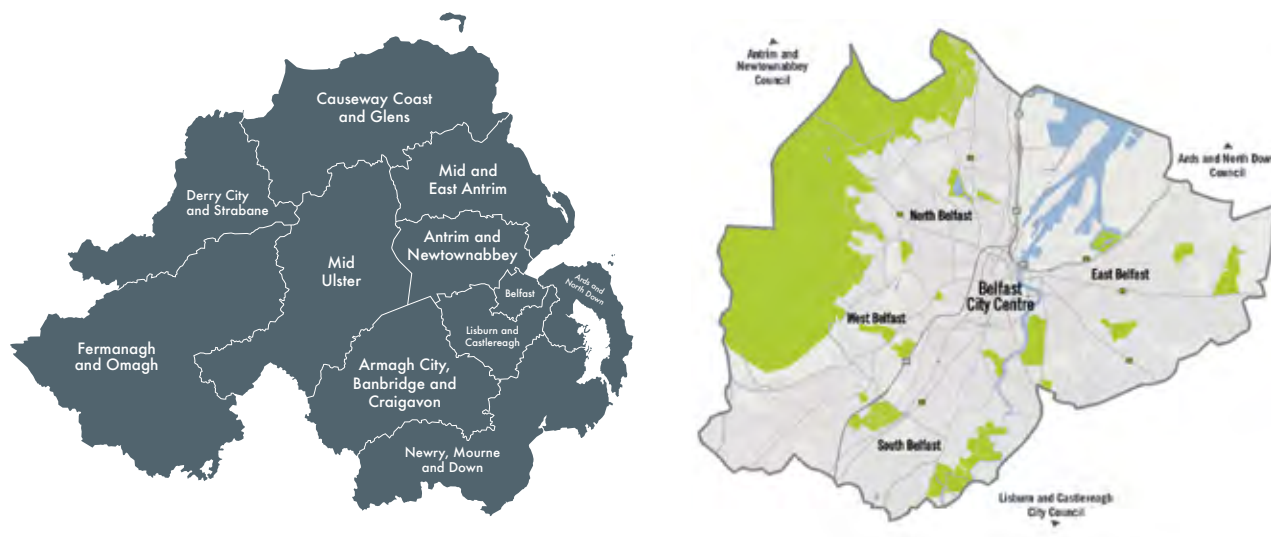 Causeway Coast
and Glens
Derry City
and Strabane
Mid and
East Antrim
Antrim and
Newtownabbey
Mid
Ulster
Belfast
Ards and
North Down
Lisburn and
Castlereagh
Fermanagh
and Omagh
Armagh City,
Banbridge and
Craigavon
Newry, Mourne
and Down
Antrim and
Newtownabbey
Council
Ards and North Down
Council
North Belfast
East Belfast
Belfast
City Centre
West Belfast
South Belfast
Lisburn and Castlereagh
City Council